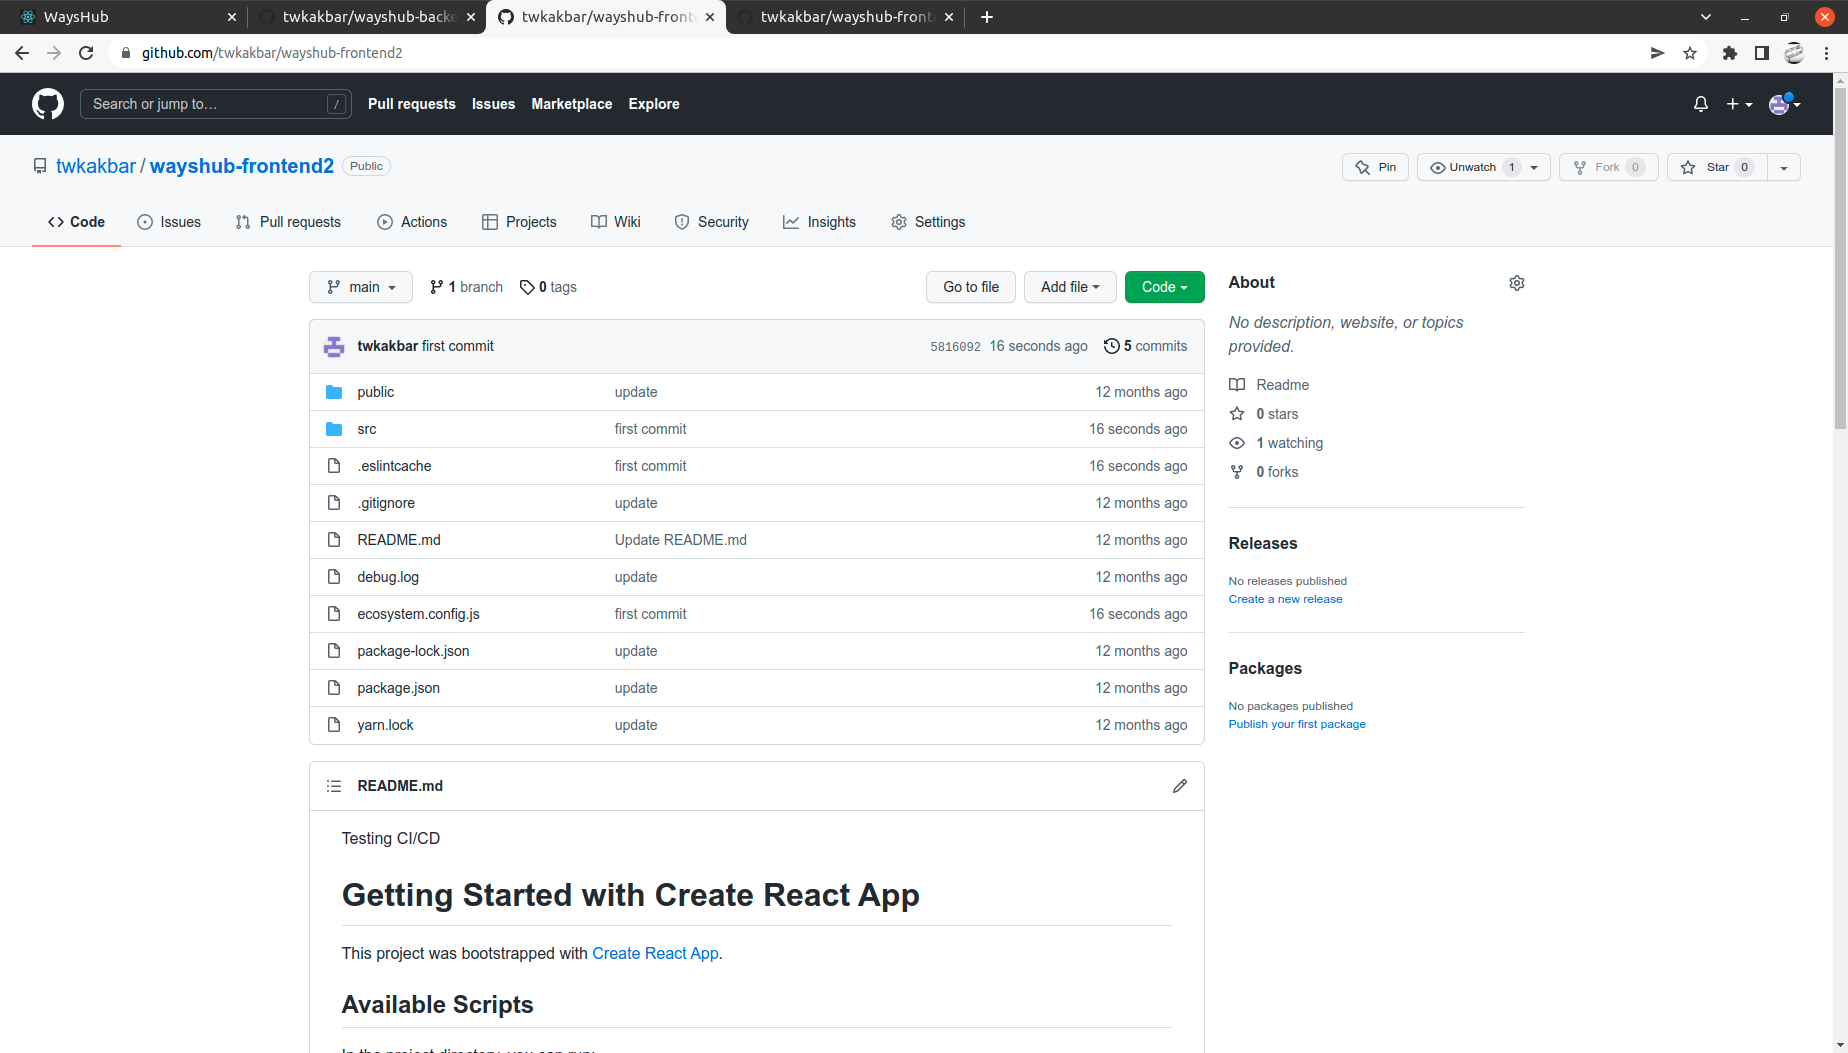 WaysHub
twkakbar/wayshub-backe
twkakbar/wayshub-front
twkakbar/wayshub-front
github.com/twkakbar/wayshub-frontend2
Search or jump to…
/
Pull requests
Issues
Marketplace
Explore
twkakbar / wayshub-frontend2
Public
Pin
Unwatch 1
Fork 0
Star 0
Code
Issues
Pull requests
Actions
Projects
Wiki
Security
Insights
Settings
main
1 branch
0 tags
Go to file
Add file
Code
twkakbar first commit
5816092 16 seconds ago
5 commits
public update 12 months ago
src first commit 16 seconds ago
.eslintcache first commit 16 seconds ago
.gitignore update 12 months ago
README.md Update README.md 12 months ago
debug.log update 12 months ago
ecosystem.config.js first commit 16 seconds ago
package-lock.json update 12 months ago
package.json update 12 months ago
yarn.lock update 12 months ago
About
No description, website, or topics
provided.
Readme
0 stars
1 watching
0 forks
Releases
No releases published
Create a new release
Packages
No packages published
Publish your first package
README.md
Testing CI/CD
Getting Started with Create React App
This project was bootstrapped with Create React App.
Available Scripts
In the project directory, you can run: